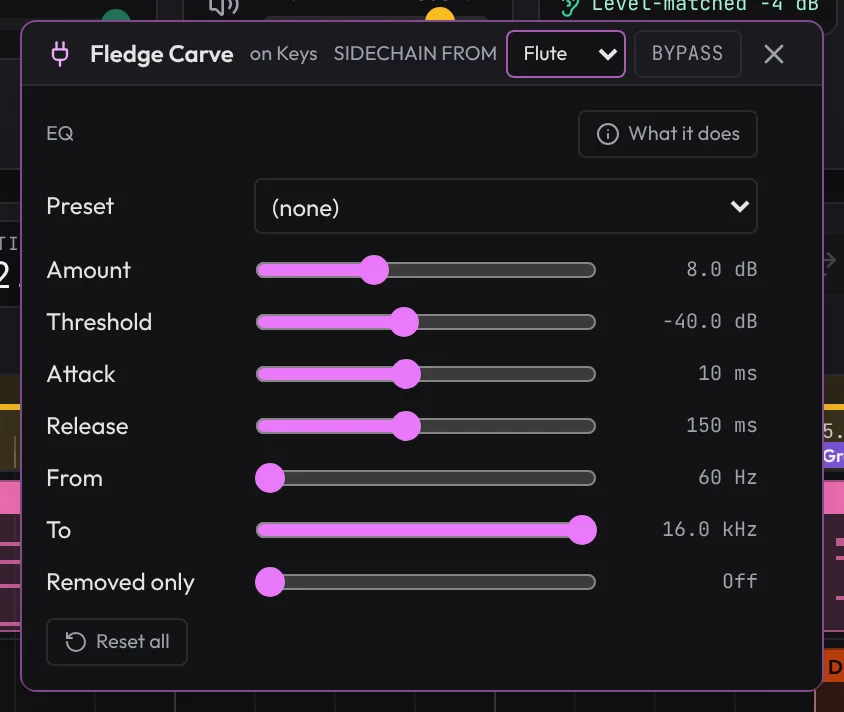 Level-matched -4 dB
Fledge Carve on Keys SIDECHAIN FROM Flute BYPASS
EQ What it does
Preset (none)
Amount 8.0 dB
Threshold -40.0 dB
Attack 10 ms
Release 150 ms
From 60 Hz
To 16.0 kHz
Removed only Off
Reset all